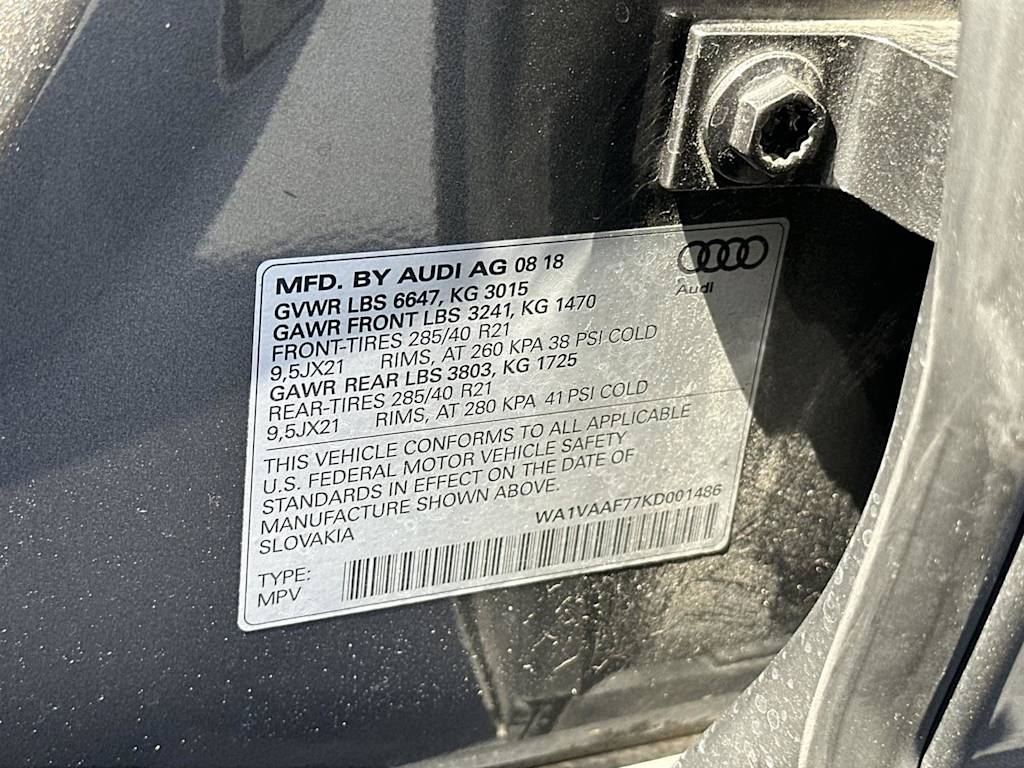 MFD. BY AUDI AG 08 18
GVWR LBS 6647, KG 3015
GAWR FRONT LBS 3241, KG 1470
FRONT-TIRES 285/40 R21
9,5JX21 RIMS, AT 260 KPA 38 PSI COLD
GAWR REAR LBS 3803, KG 1725
REAR-TIRES 285/40 R21
9,5JX21 RIMS, AT 280 KPA 41 PSI COLD
Audi
THIS VEHICLE CONFORMS TO ALL APPLICABLE
U.S. FEDERAL MOTOR VEHICLE SAFETY
STANDARDS IN EFFECT ON THE DATE OF
MANUFACTURE SHOWN ABOVE.
SLOVAKIA
WA1VAAF77KD001486
TYPE:
MPV